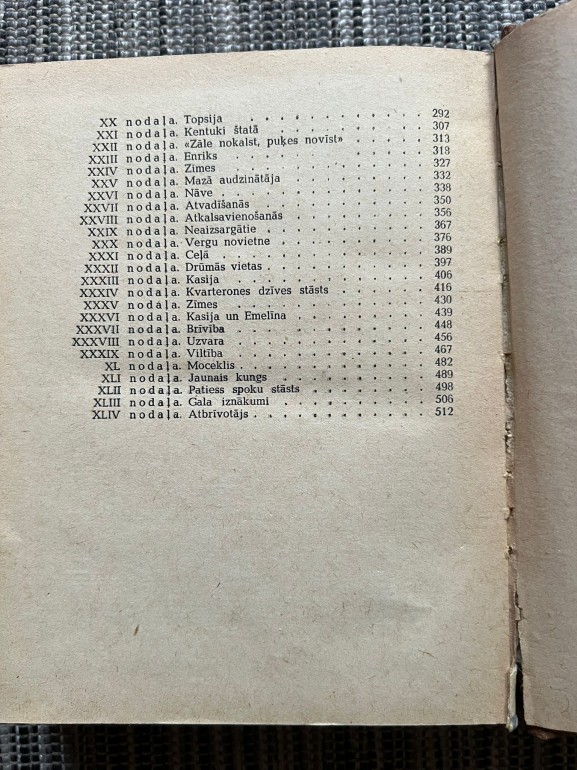 XX nodaļa. Topsija . . . . . . . . . . . 292
XXI nodaļa. Kentuki štatā . . . . . . . . . 307
XXII nodaļa. «Zāle nokalst, puķes novīst» . . . . . 313
XXIII nodaļa. Enriks . . . . . . . . . . . 318
XXIV nodaļa. Zīmes . . . . . . . . . . . 327
XXV nodaļa. Mazā audzinātāja . . . . . . . . 332
XXVI nodaļa. Nāve . . . . . . . . . . . 338
XXVII nodaļa. Atvadīšanās . . . . . . . . . 350
XXVIII nodaļa. Atkalsavienošanās . . . . . . . 356
XXIX nodaļa. Neaizsargātie . . . . . . . . . 367
XXX nodaļa. Vergu novietne . . . . . . . . . 376
XXXI nodaļa. Ceļā . . . . . . . . . . . 389
XXXII nodaļa. Drūmās vietas . . . . . . . . . 397
XXXIII nodaļa. Kasija . . . . . . . . . . . 406
XXXIV nodaļa. Kvarterones dzīves stāsts . . . . . . 416
XXXV nodaļa. Zīmes . . . . . . . . . . . 430
XXXVI nodaļa. Kasija un Emelīna . . . . . . . . 439
XXXVII nodaļa. Brīvība . . . . . . . . . . 448
XXXVIII nodaļa. Uzvara . . . . . . . . . . 456
XXXIX nodaļa. Viltība . . . . . . . . . . 467
XL nodaļa. Moceklis . . . . . . . . . . 482
XLI nodaļa. Jaunais kungs . . . . . . . . . 489
XLII nodaļa. Patiess spoku stāsts . . . . . . . 498
XLIII nodaļa. Gala iznākumi . . . . . . . . . 506
XLIV nodaļa. Atbrīvotājs . . . . . . . . . . 512